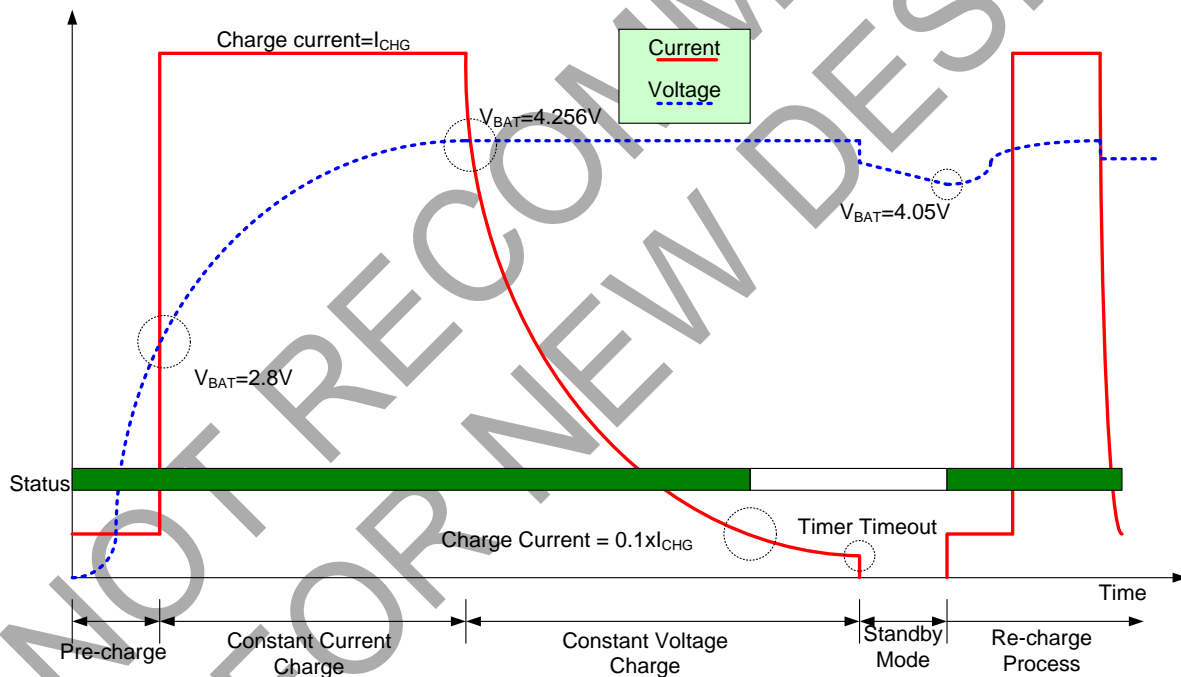 Charge current=ICHG
Current
Voltage
VBAT=4.256V
VBAT=4.05V
VBAT=2.8V
Status
Charge Current = 0.1xICHG
Timer Timeout
Time
Pre-charge
Constant Current
Charge
Constant Voltage
Charge
Standby
Mode
Re-charge
Process
NOT RECOMM
FOR NEW DES